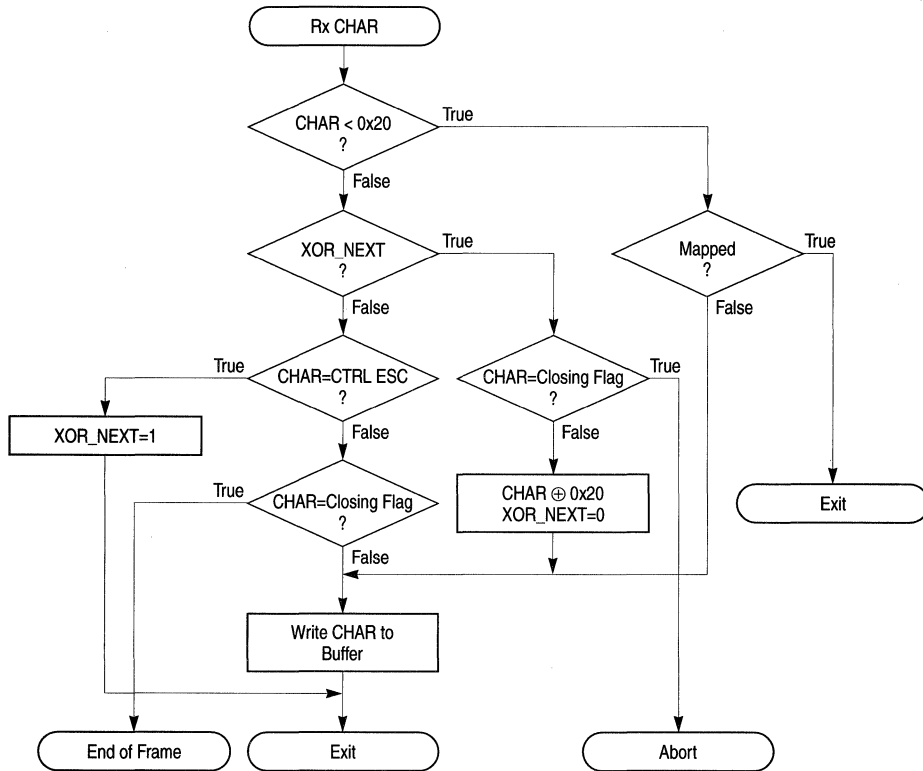 Rx CHAR
CHAR < 0x20
?
True
False
XOR_NEXT
?
True
False
Mapped
?
True
False
CHAR=CTRL ESC
?
True
False
CHAR=Closing Flag
?
True
False
XOR_NEXT=1
CHAR=Closing Flag
?
True
False
CHAR ⊕ 0x20
XOR_NEXT=0
Exit
Write CHAR to
Buffer
End of Frame
Exit
Abort